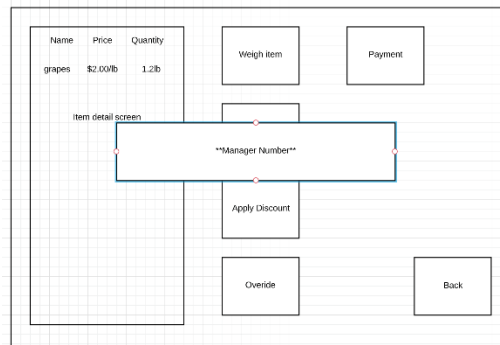 Name Price Quantity
grapes $2.00/lb 1.2lb
Item detail screen
Weigh item
Payment
**Manager Number**
Apply Discount
Overide
Back